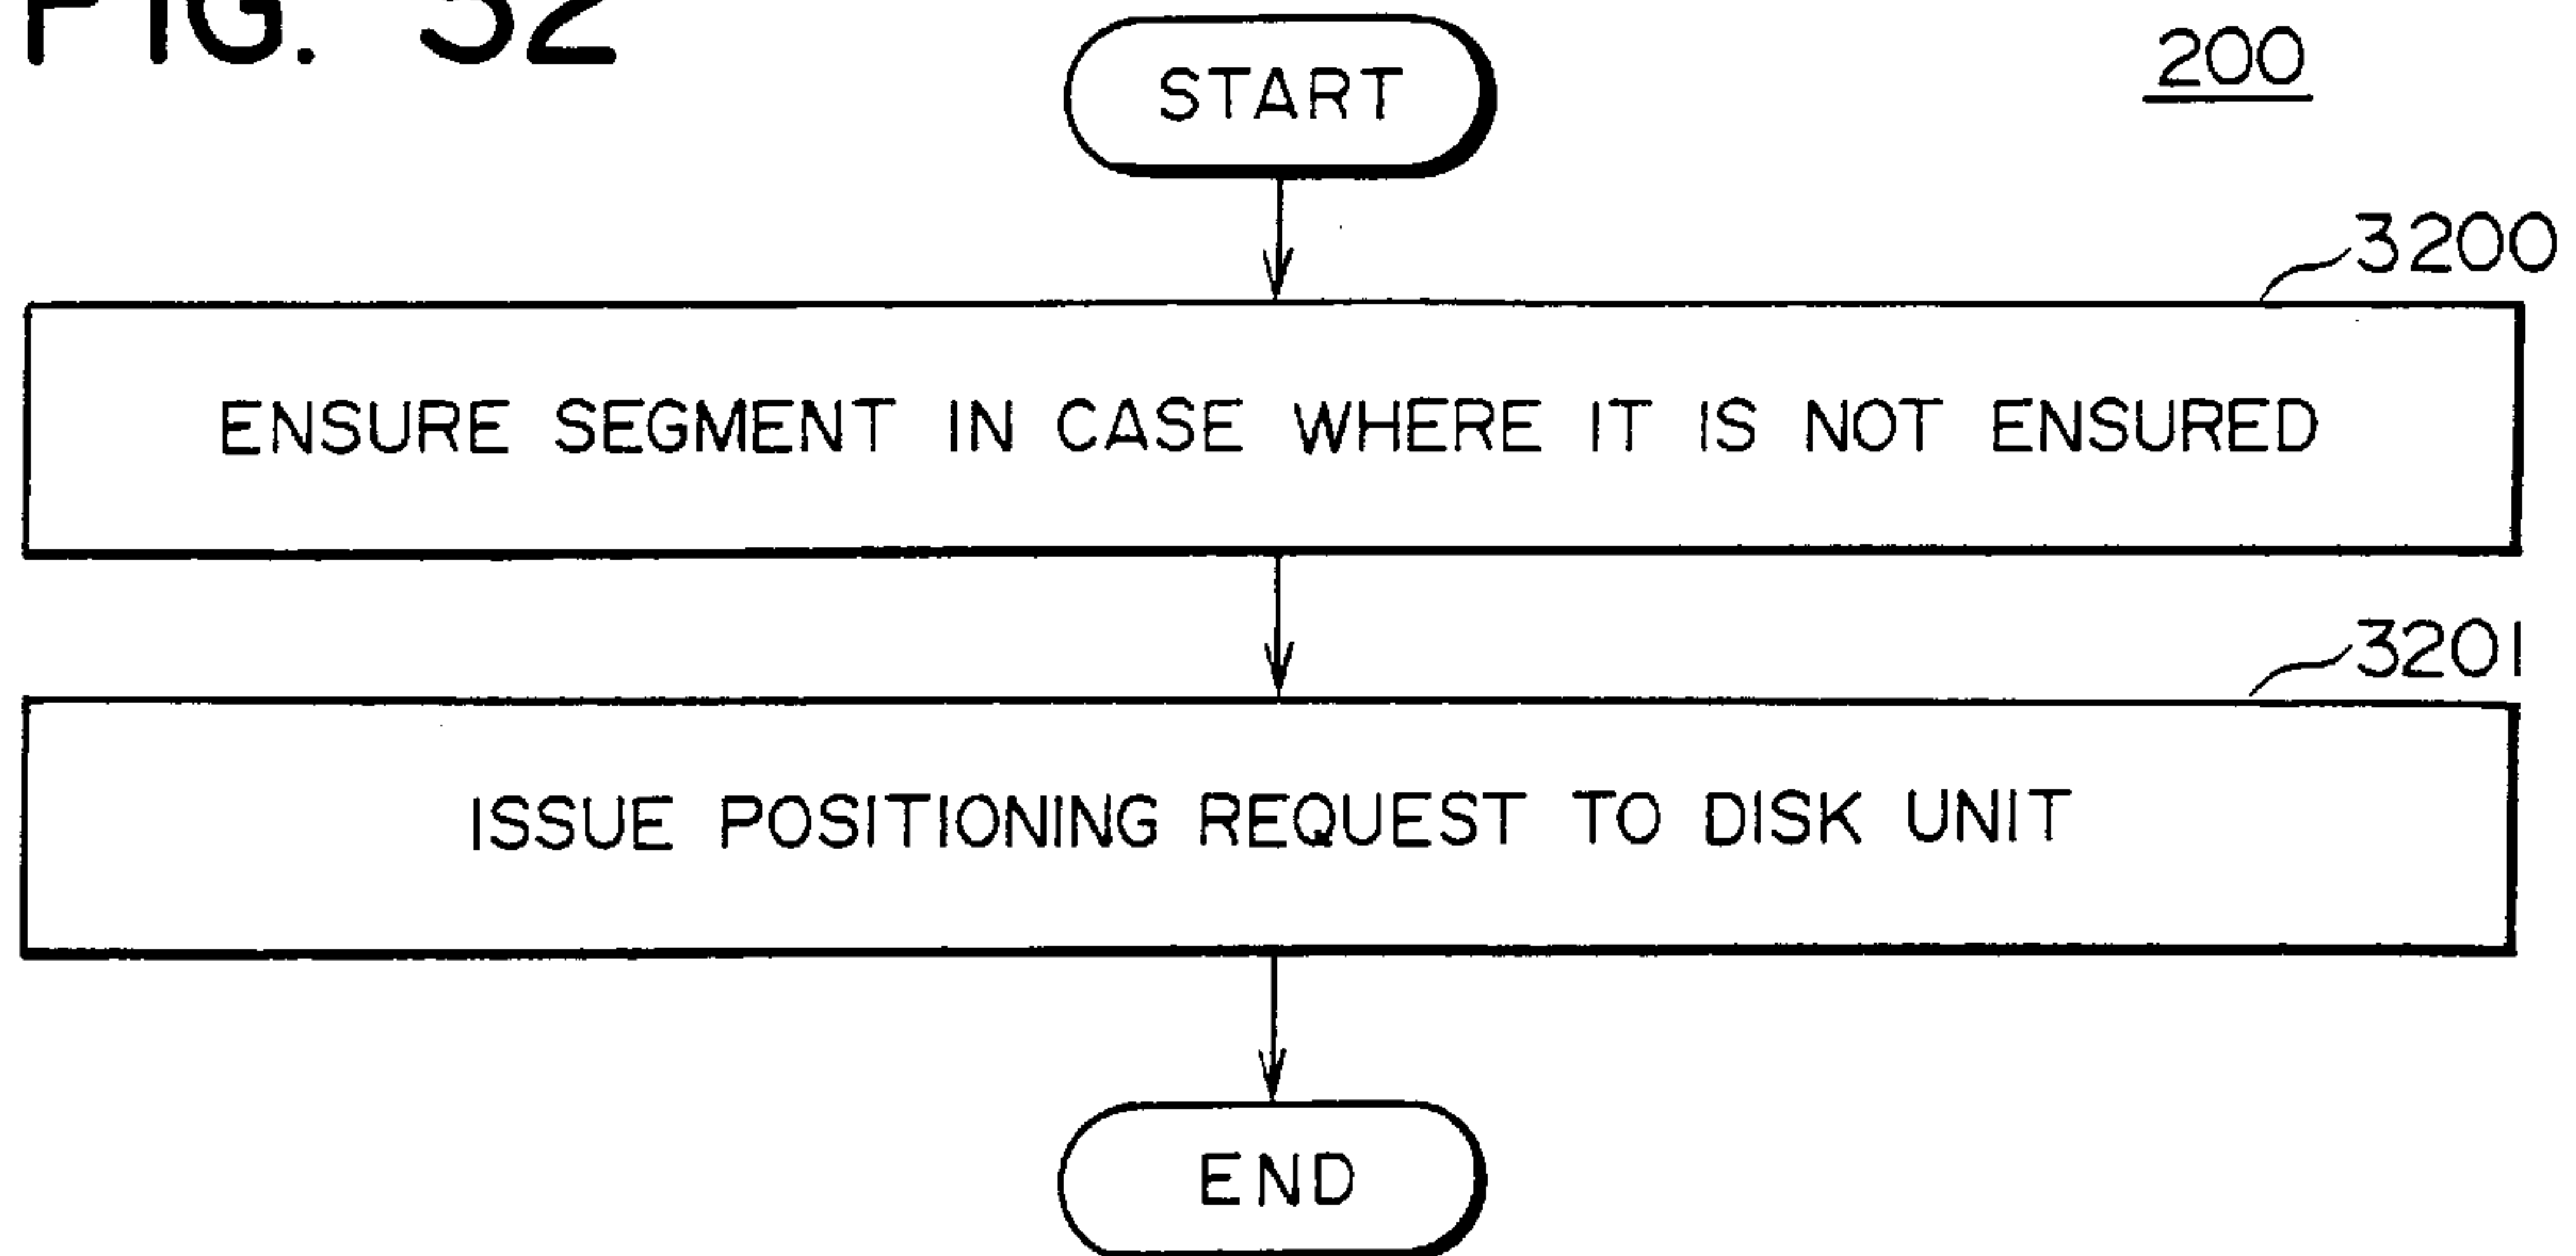 FIG. 32
START
200
3200
ENSURE SEGMENT IN CASE WHERE IT IS NOT ENSURED
3201
ISSUE POSITIONING REQUEST TO DISK UNIT
END